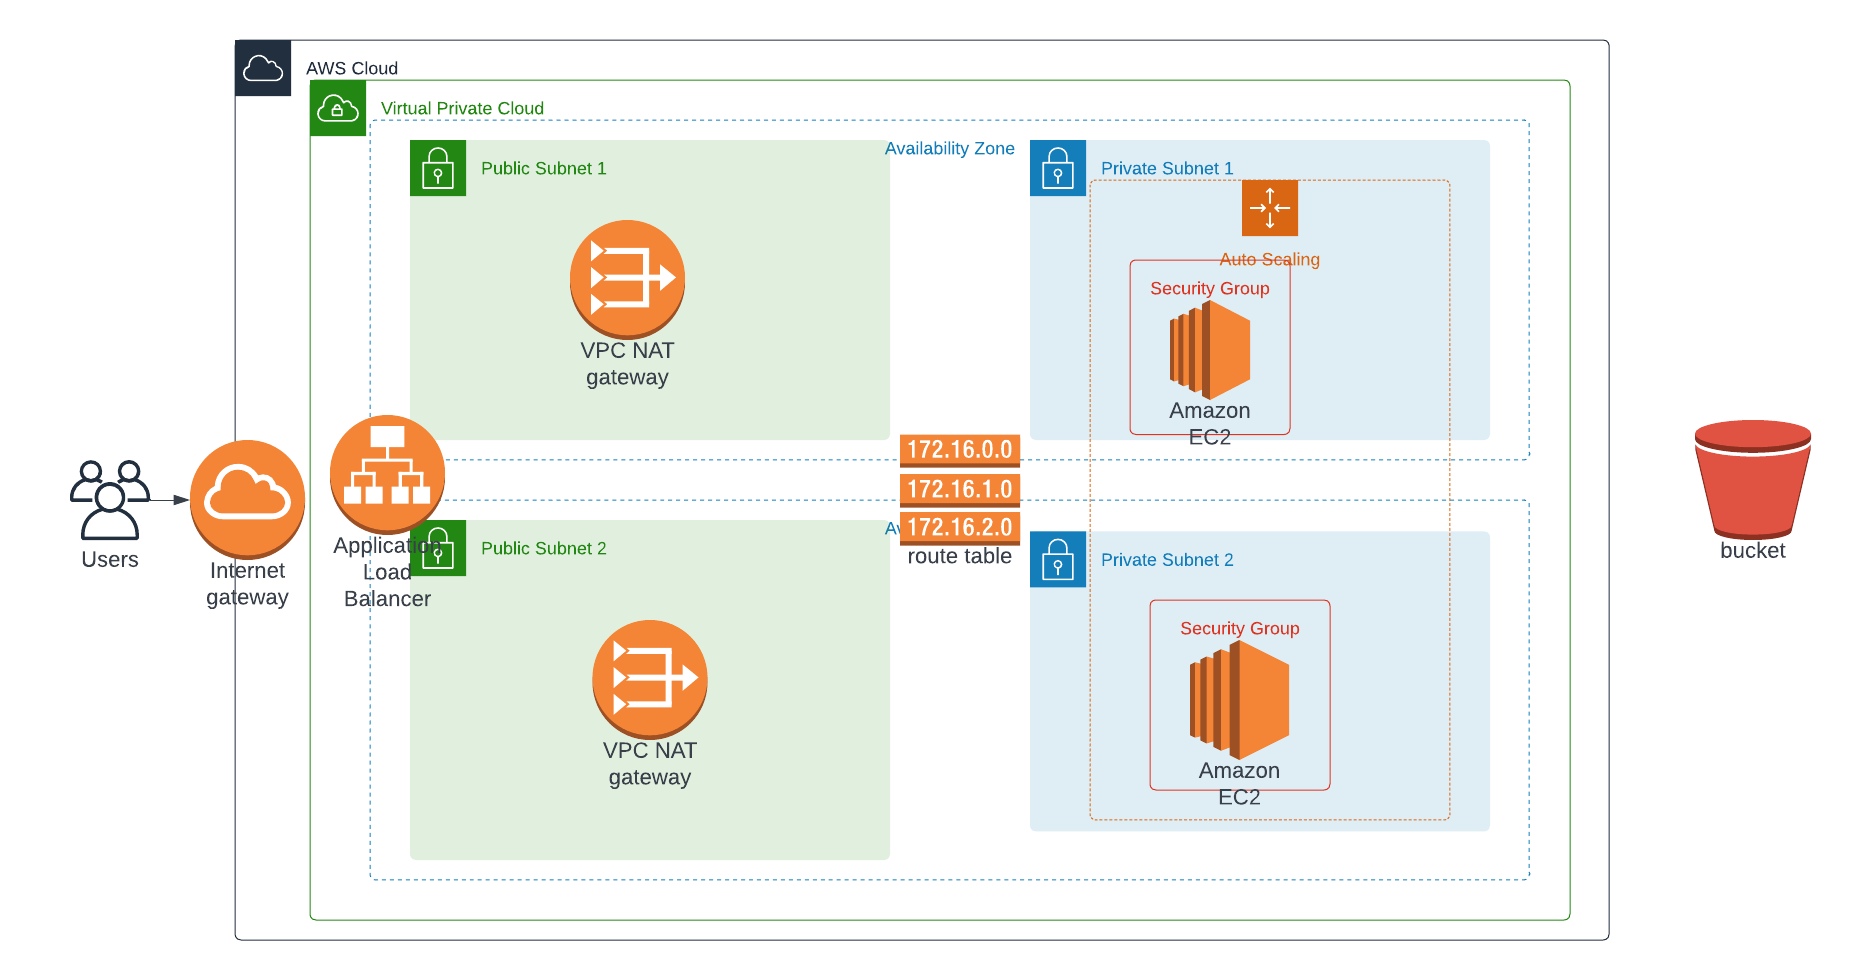 AWS Cloud
Virtual Private Cloud
Availability Zone
Public Subnet 1
Private Subnet 1
Auto Scaling
Security Group
VPC NAT
gateway
Amazon
EC2
172.16.0.0
172.16.1.0
172.16.2.0
route table
Users
Internet
gateway
Application
Load
Balancer
Public Subnet 2
Private Subnet 2
Security Group
VPC NAT
gateway
Amazon
EC2
bucket